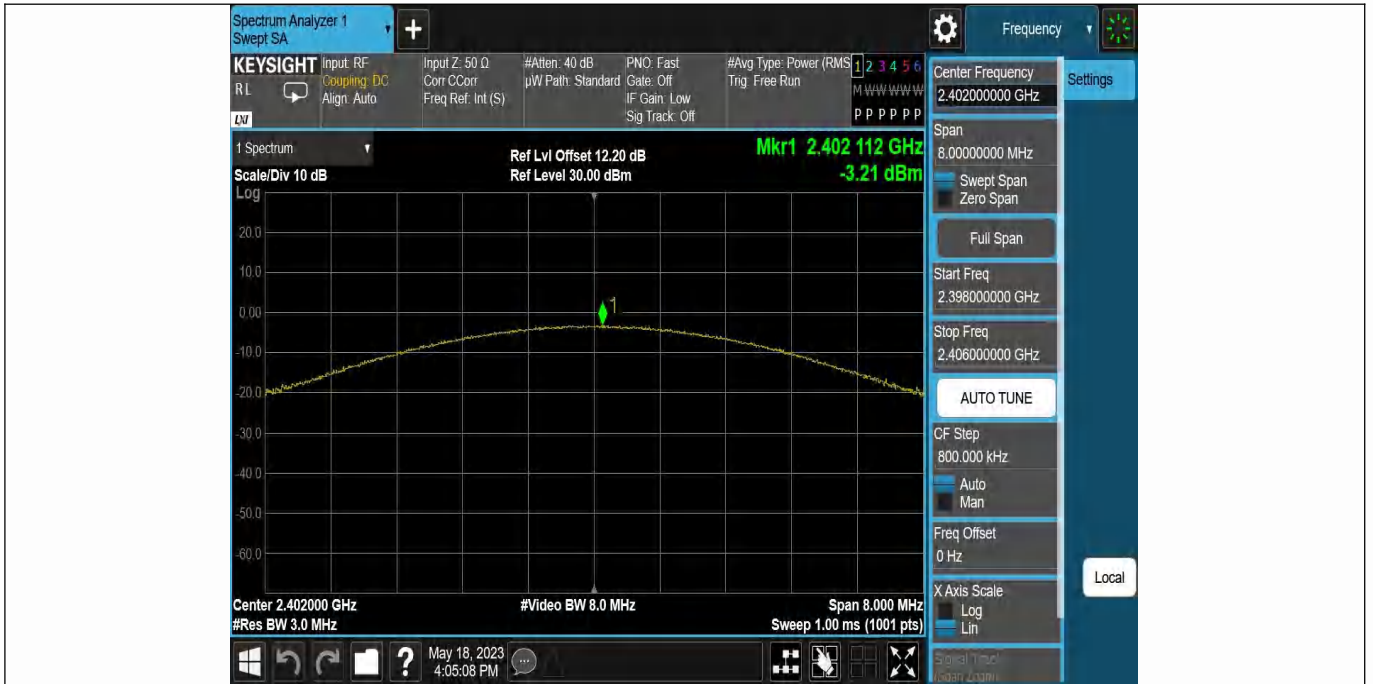 Spectrum Analyzer 1
Swept SA
+
Frequency
KEYSIGHT
RL
LXI
Input: RF
Coupling: DC
Align: Auto
Input Z: 50 Ω
Corr CCorr
Freq Ref: Int (S)
#Atten: 40 dB
µW Path: Standard
PNO: Fast
Gate: Off
IF Gain: Low
Sig Track: Off
#Avg Type: Power (RMS
Trig: Free Run
1 2 3 4 5 6
M W W W W W
P P P P P P
1 Spectrum
Scale/Div 10 dB
Ref Lvl Offset 12.20 dB
Ref Level 30.00 dBm
Mkr1 2.402 112 GHz
-3.21 dBm
Log
20.0
10.0
0.00
-10.0
-20.0
-30.0
-40.0
-50.0
-60.0
1
Center 2.402000 GHz
#Video BW 8.0 MHz
Span 8.000 MHz
#Res BW 3.0 MHz
Sweep 1.00 ms (1001 pts)
Center Frequency
2.402000000 GHz
Settings
Span
8.00000000 MHz
Swept Span
Zero Span
Full Span
Start Freq
2.398000000 GHz
Stop Freq
2.406000000 GHz
AUTO TUNE
CF Step
800.000 kHz
Auto
Man
Freq Offset
0 Hz
X Axis Scale
Log
Lin
Signal Track
(Span Zoom)
Local
?
May 18, 2023
4:05:08 PM